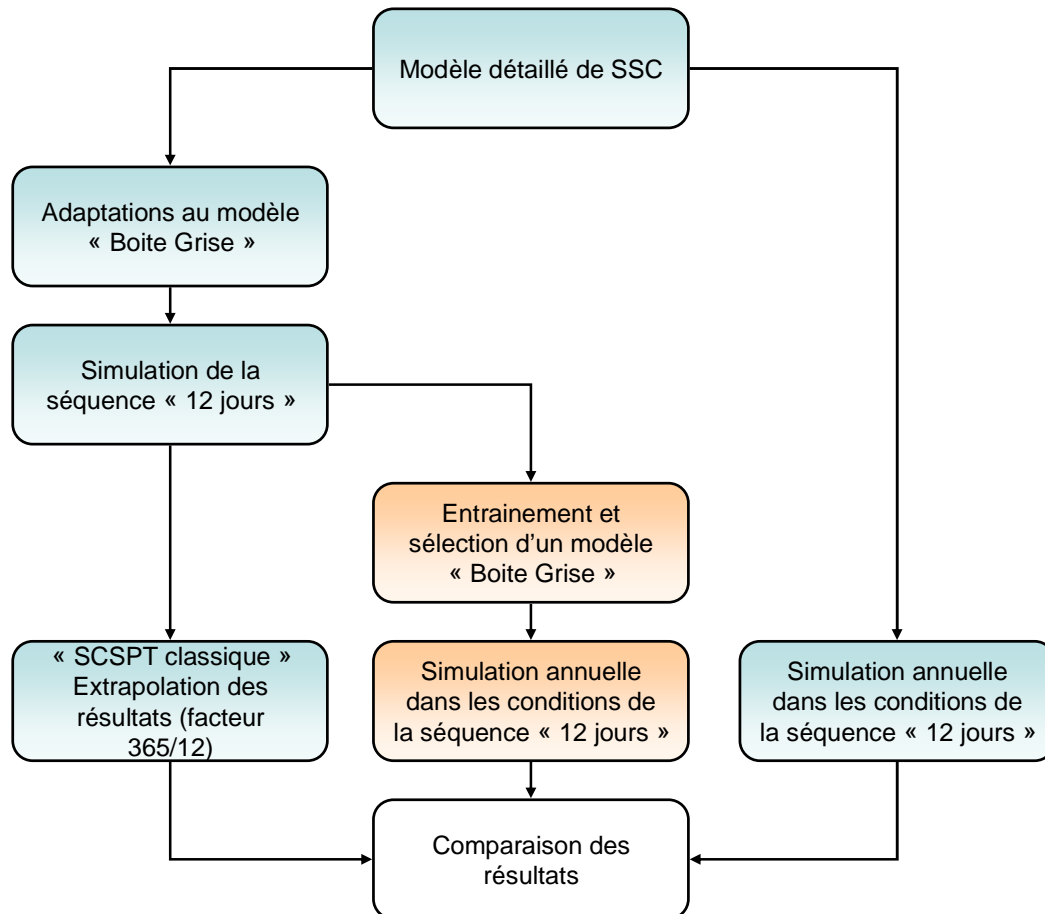 Modèle détaillé de SSC
Adaptations au modèle
« Boite Grise »
Simulation de la
séquence « 12 jours »
Entrainement et
sélection d'un modèle
« Boite Grise »
« SCSPT classique »
Extrapolation des
résultats (facteur
365/12)
Simulation annuelle
dans les conditions de
la séquence « 12 jours »
Simulation annuelle
dans les conditions de
la séquence « 12 jours »
Comparaison des
résultats